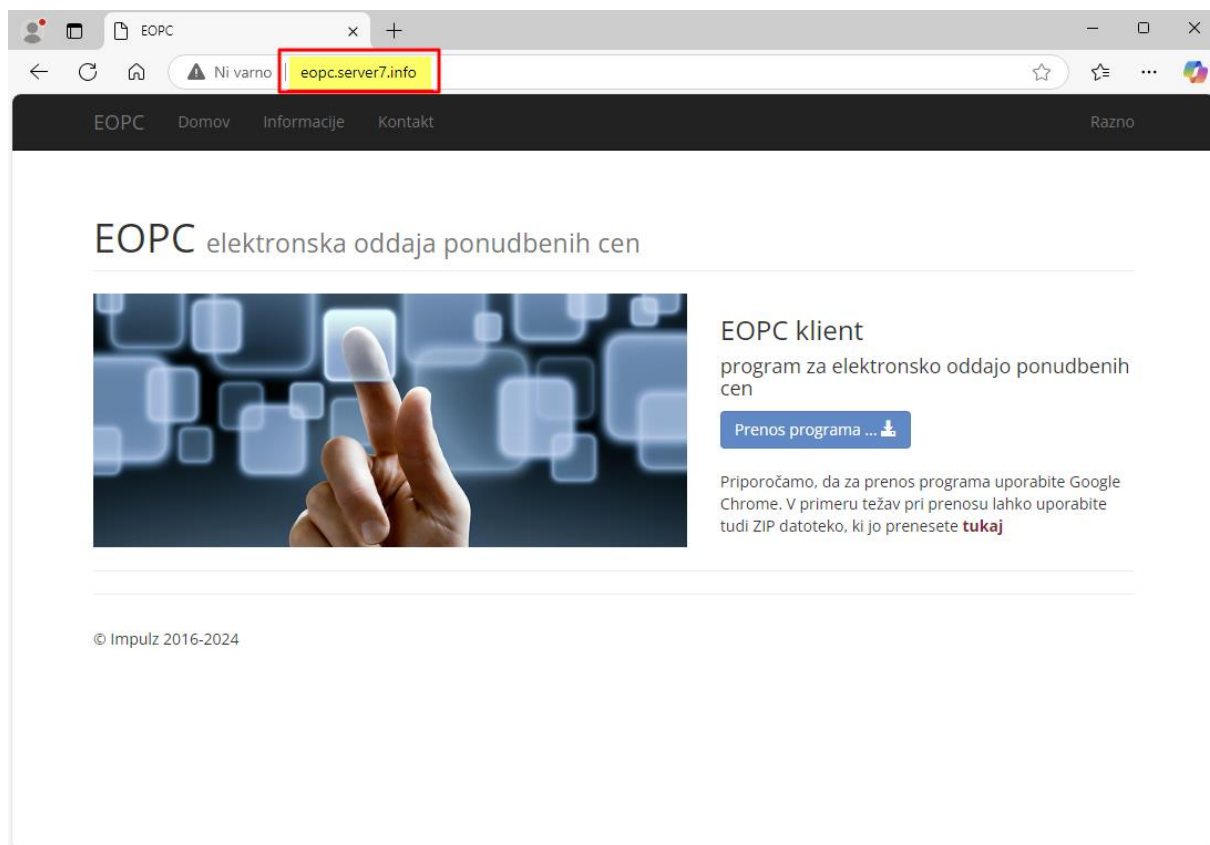 EOPC
Ni varno
eopc.server7.info
EOPC Domov Informacije Kontakt Razno
EOPC elektronska oddaja ponudbenih cen
EOPC klient
program za elektronsko oddajo ponudbenih
cen
Prenos programa ...
Priporočamo, da za prenos programa uporabite Google
Chrome. V primeru težav pri prenosu lahko uporabite
tudi ZIP datoteko, ki jo prenesete tukaj
© Impulz 2016-2024